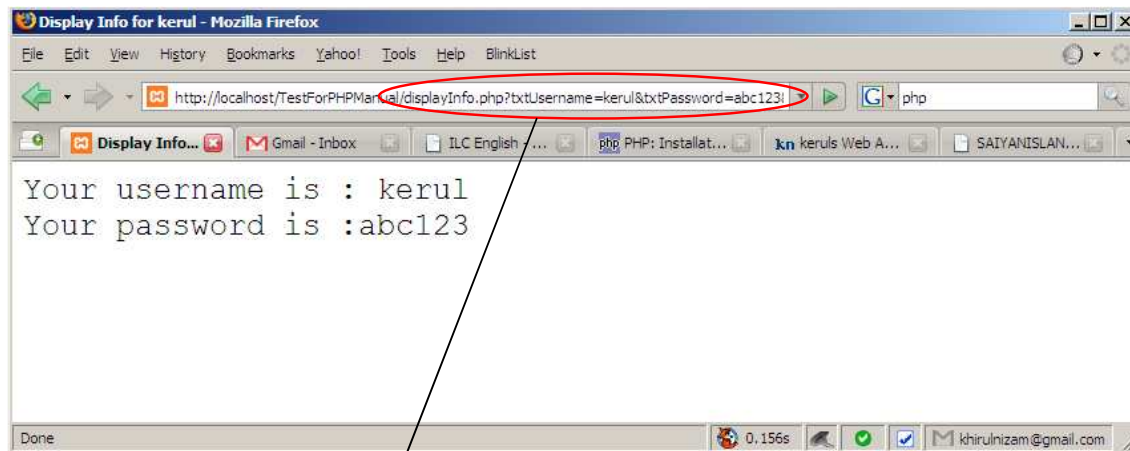 Display Info for kerul - Mozilla Firefox
File Edit View History Bookmarks Yahoo! Tools Help BlinkList
http://localhost/TestForPHPManual/displayInfo.php?txtUsername=kerul&txtPassword=abc123
G php
Display Info... Gmail - Inbox ILC English - ... php PHP: Installat... kn keruls Web A... SAIYANISLAN...
Your username is : kerul
Your password is :abc123
Done 0.156s khirulnizam@gmail.com